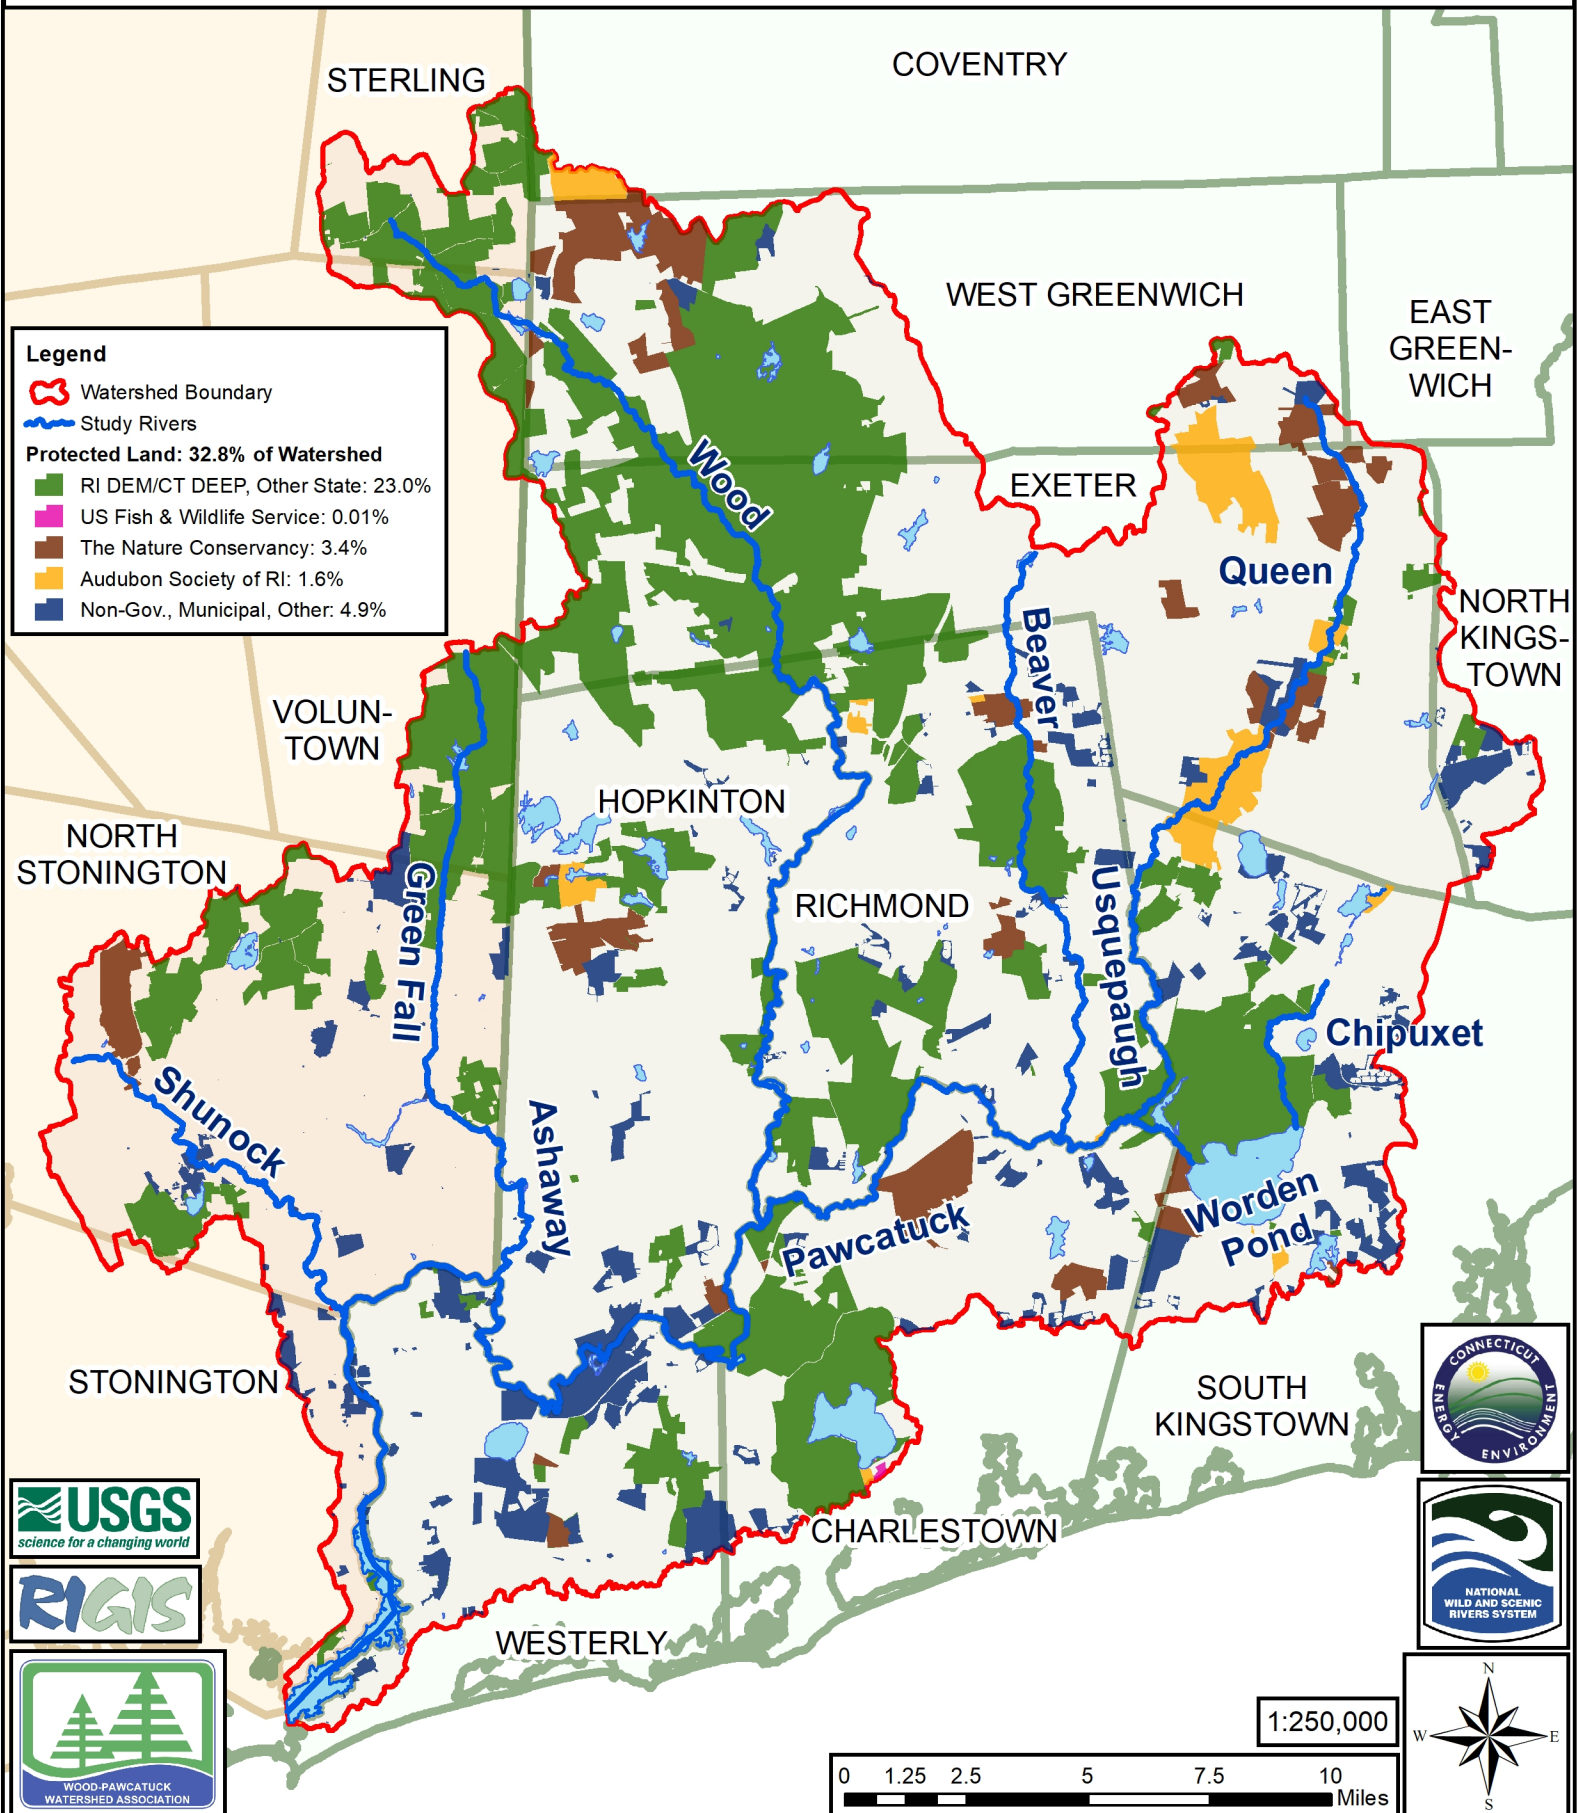 STERLING
COVENTRY
WEST GREENWICH
EAST
GREEN-
WICH
Legend
Watershed Boundary
Study Rivers
Protected Land: 32.8% of Watershed
RI DEM/CT DEEP, Other State: 23.0%
US Fish & Wildlife Service: 0.01%
The Nature Conservancy: 3.4%
Audubon Society of RI: 1.6%
Non-Gov., Municipal, Other: 4.9%
Wood
EXETER
Queen
NORTH
KINGS-
TOWN
Beaver
VOLUN-
TOWN
HOPKINTON
NORTH
STONINGTON
Green Fall
RICHMOND
Usquepaugh
Chipuxet
Shunock
Ashaway
Pawcatuck
Worden
Pond
STONINGTON
SOUTH
KINGSTOWN
CHARLESTOWN
WESTERLY
CONNECTICUT
ENERGY
ENVIRONMENT
USGS
science for a changing world
RIGIS
NATIONAL
WILD AND SCENIC
RIVERS SYSTEM
WOOD-PAWCATUCK
WATERSHED ASSOCIATION
N
W
E
S
1:250,000
0 1.25 2.5 5 7.5 10
Miles